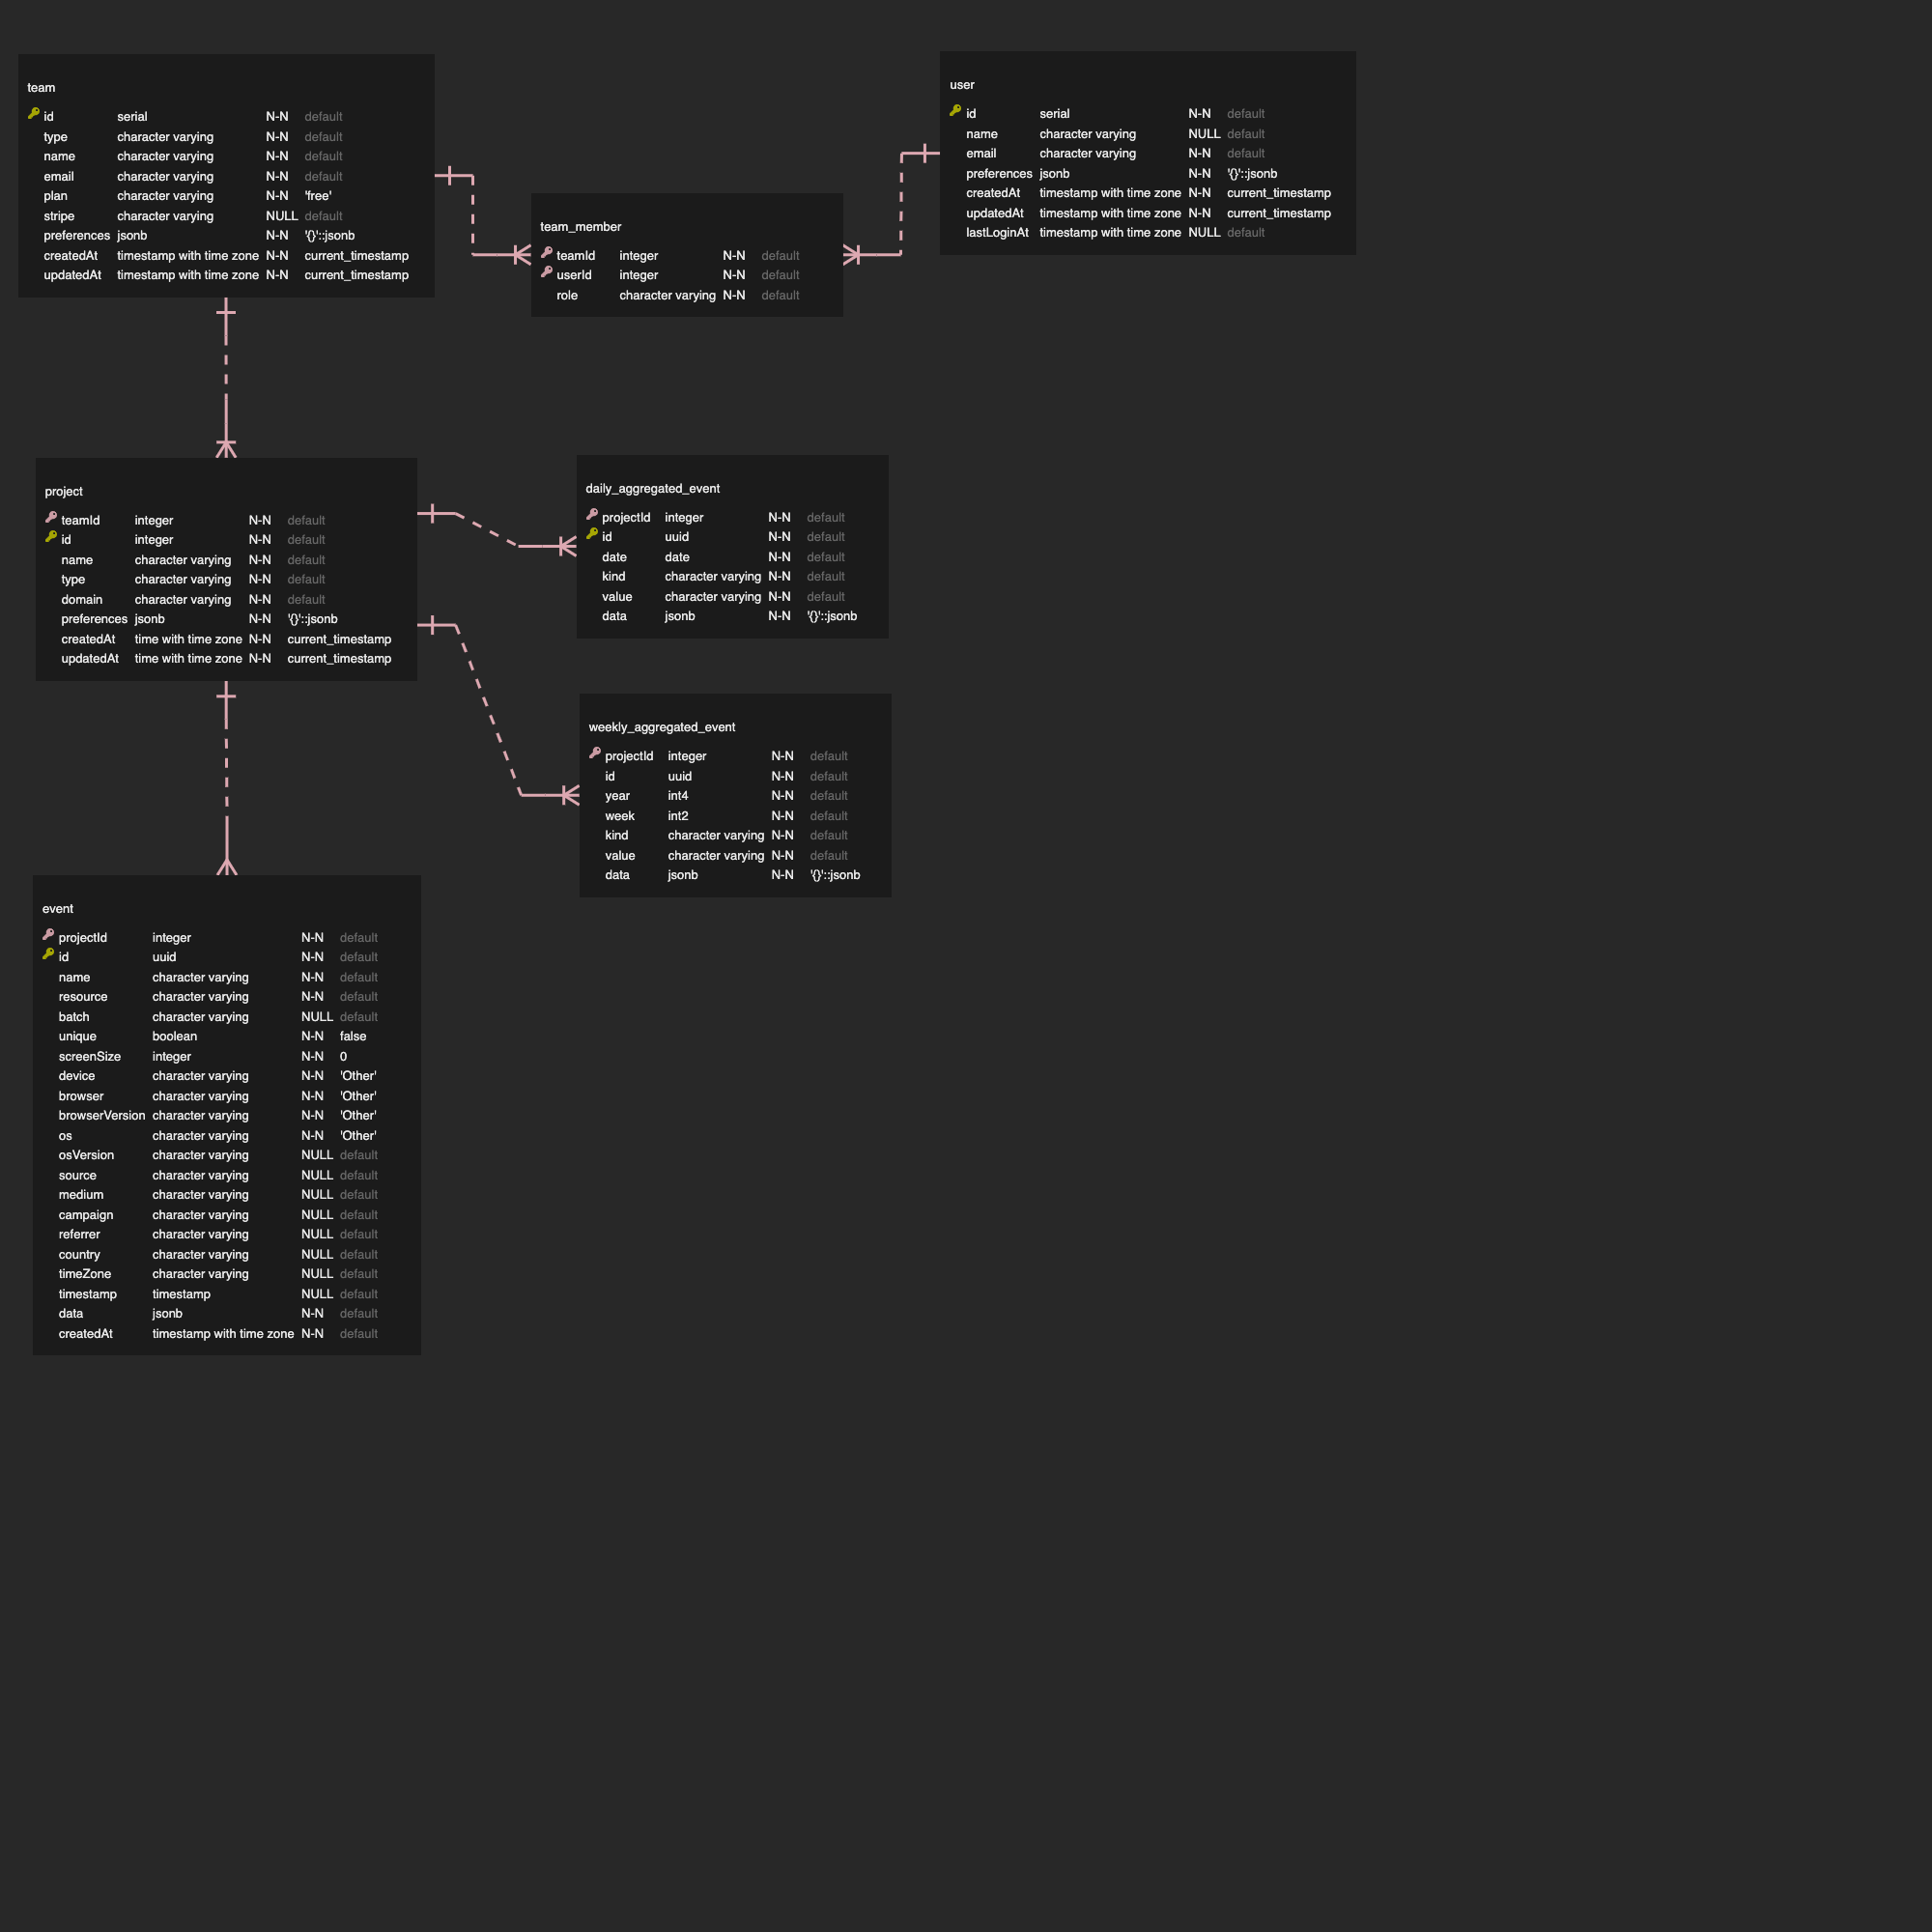 team
id serial N-N default
type character varying N-N default
name character varying N-N default
email character varying N-N default
plan character varying N-N 'free'
stripe character varying NULL default
preferences jsonb N-N '{}'::jsonb
createdAt timestamp with time zone N-N current_timestamp
updatedAt timestamp with time zone N-N current_timestamp
team_member
teamId integer N-N default
userId integer N-N default
role character varying N-N default
user
id serial N-N default
name character varying NULL default
email character varying N-N default
preferences jsonb N-N '{}'::jsonb
createdAt timestamp with time zone N-N current_timestamp
updatedAt timestamp with time zone N-N current_timestamp
lastLoginAt timestamp with time zone NULL default
project
teamId integer N-N default
id integer N-N default
name character varying N-N default
type character varying N-N default
domain character varying N-N default
preferences jsonb N-N '{}'::jsonb
createdAt time with time zone N-N current_timestamp
updatedAt time with time zone N-N current_timestamp
daily_aggregated_event
projectId integer N-N default
id uuid N-N default
date date N-N default
kind character varying N-N default
value character varying N-N default
data jsonb N-N '{}'::jsonb
weekly_aggregated_event
projectId integer N-N default
id uuid N-N default
year int4 N-N default
week int2 N-N default
kind character varying N-N default
value character varying N-N default
data jsonb N-N '{}'::jsonb
event
projectId integer N-N default
id uuid N-N default
name character varying N-N default
resource character varying N-N default
batch character varying NULL default
unique boolean N-N false
screenSize integer N-N 0
device character varying N-N 'Other'
browser character varying N-N 'Other'
browserVersion character varying N-N 'Other'
os character varying N-N 'Other'
osVersion character varying NULL default
source character varying NULL default
medium character varying NULL default
campaign character varying NULL default
referrer character varying NULL default
country character varying NULL default
timeZone character varying NULL default
timestamp timestamp NULL default
data jsonb N-N default
createdAt timestamp with time zone N-N default